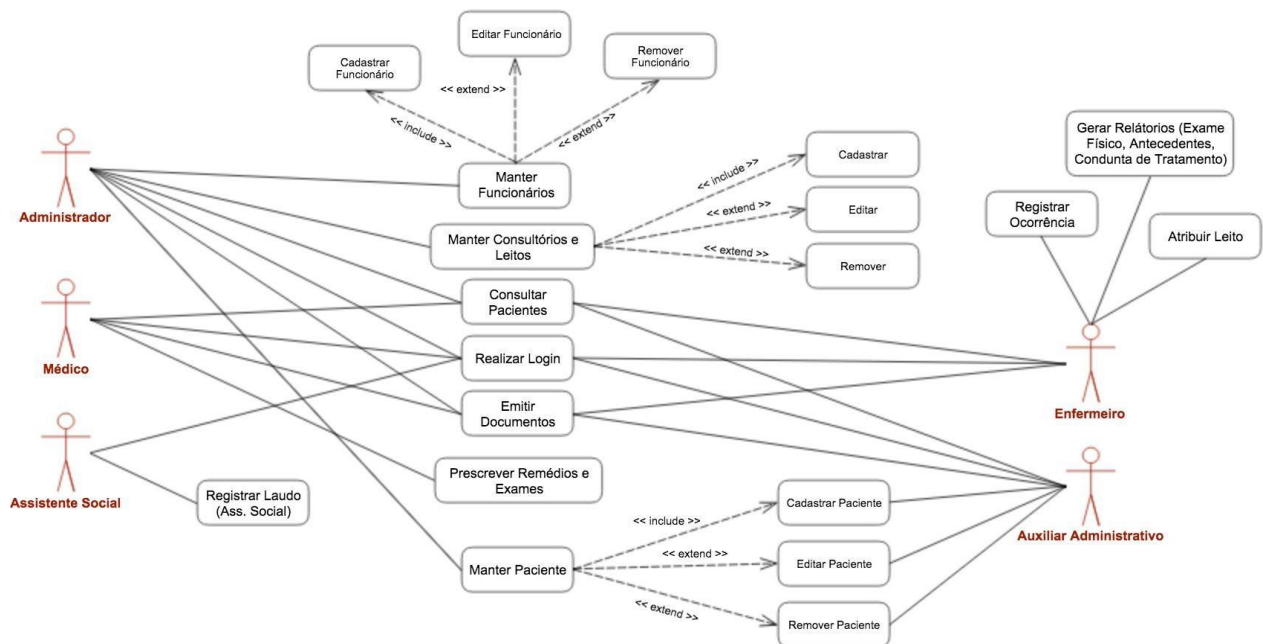 Editar Funcionário
Cadastrar
Funcionário
Remover
Funcionário
<< extend >>
<< include >>
<< extend >>
Manter
Funcionários
Administrador
Manter Consultórios e
Leitos
<< include >>
<< extend >>
<< extend >>
Cadastrar
Editar
Remover
Gerar Relátorios (Exame
Físico, Antecedentes,
Condunta de Tratamento)
Registrar
Ocorrência
Atribuir Leito
Consultar
Pacientes
Médico
Realizar Login
Emitir
Documentos
Enfermeiro
Assistente Social
Registrar Laudo
(Ass. Social)
Prescrever Remédios e
Exames
Auxiliar Administrativo
Manter Paciente
<< include >>
<< extend >>
<< extend >>
Cadastrar Paciente
Editar Paciente
Remover Paciente